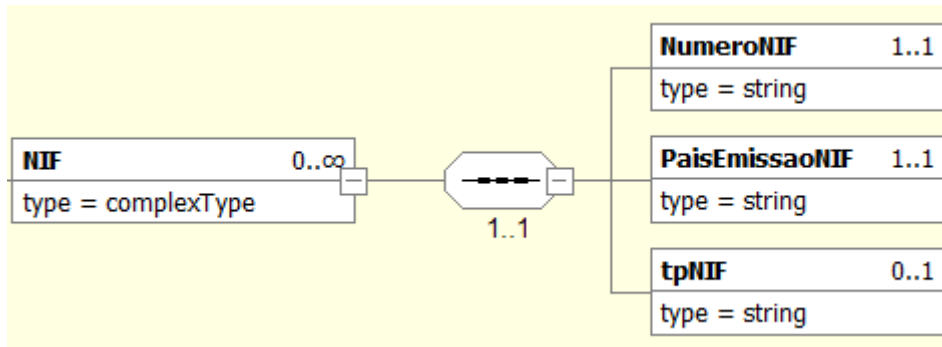 NumeroNIF 1..1
type = string
NIF 0..∞
type = complexType
1..1
PaisEmissaoNIF 1..1
type = string
tpNIF 0..1
type = string